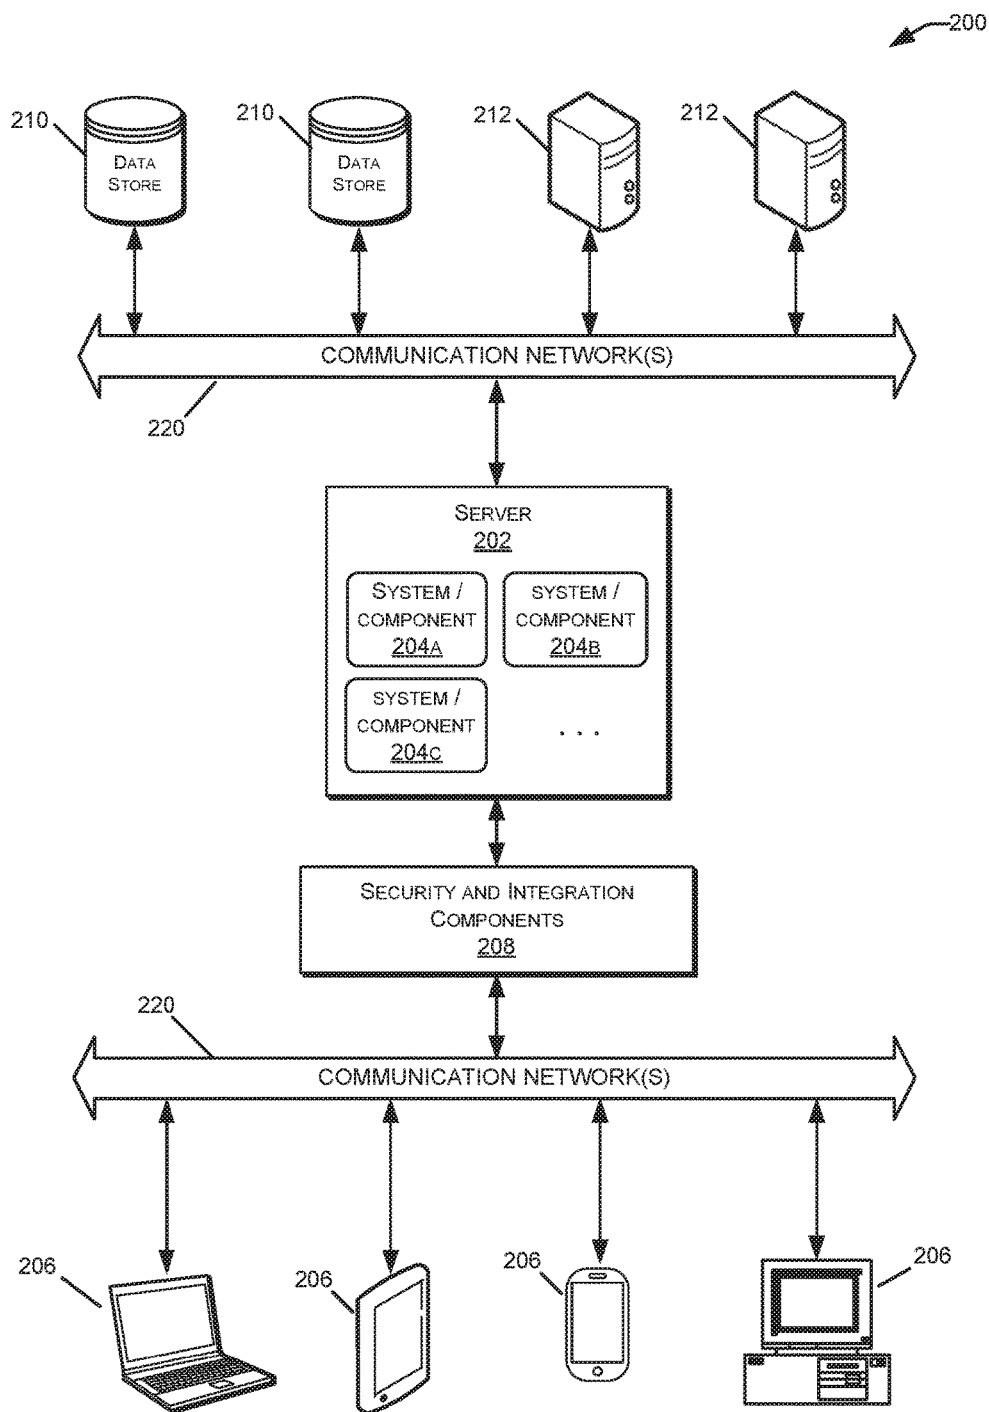 200
210
210
212
212
DATA
STORE
DATA
STORE
COMMUNICATION NETWORK(S)
220
SERVER
202
SYSTEM /
COMPONENT
204A
SYSTEM /
COMPONENT
204B
SYSTEM /
COMPONENT
204C
. . .
SECURITY AND INTEGRATION
COMPONENTS
208
220
COMMUNICATION NETWORK(S)
206
206
206
206